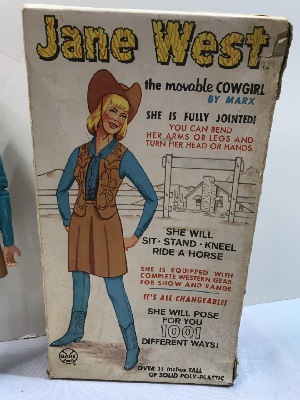 Jane West
the movable COWGIRL
BY MARX
SHE IS FULLY JOINTED!
YOU CAN BEND
HER ARMS OR LEGS AND
TURN HER HEAD OR HANDS
SHE WILL
SIT · STAND · KNEEL
RIDE A HORSE
SHE IS EQUIPPED WITH
COMPLETE WESTERN GEAR
FOR SHOW AND RANGE
IT'S ALL CHANGEABLE!
SHE WILL POSE
FOR YOU
1001
DIFFERENT WAYS!
MARX
OVER 11 inches TALL
OF SOLID POLY-PLASTIC